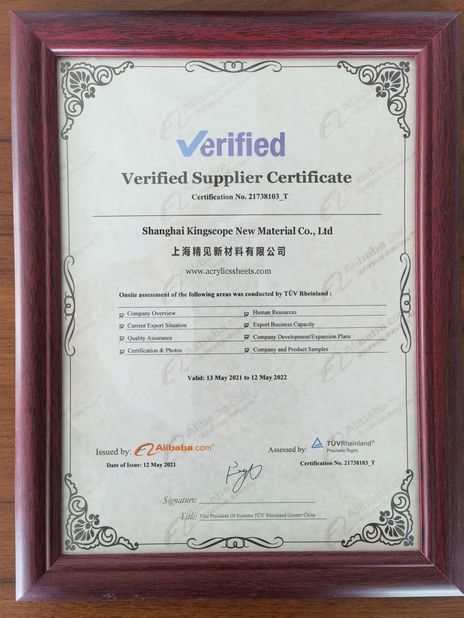 Verified
Verified Supplier Certificate
Certification No. 21738103_T
Shanghai Kingscope New Material Co., Ltd
上海精见新材料有限公司
www.acrylicssheets.com
Onsite assessment of the following areas was conducted by TÜV Rheinland :
Company Overview
Human Resources
Current Export Situation
Export Business Capacity
Quality Assurance
Company Development/Expansion Plans
Certification & Photos
Company and Product Samples
Valid: 13 May 2021 to 12 May 2022
Issued by: Alibaba.com®
Assessed by: TÜVRheinland®
Precisely Right.
Date of Issue: 12 May 2021
Certification No. 21738103_T
Signature:
Title: Vice President Of Systems TÜV Rheinland Greater China